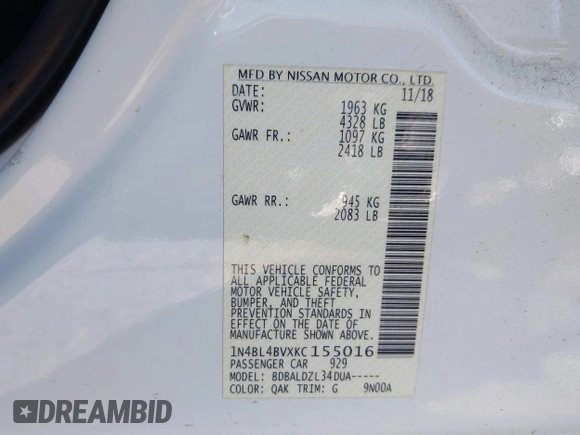 MFD BY NISSAN MOTOR CO., LTD.
DATE: 11/18
GVWR: 1963 KG
4328 LB
GAWR FR.: 1097 KG
2418 LB
GAWR RR.: 945 KG
2083 LB
THIS VEHICLE CONFORMS TO
ALL APPLICABLE FEDERAL
MOTOR VEHICLE SAFETY,
BUMPER, AND THEFT
PREVENTION STANDARDS IN
EFFECT ON THE DATE OF
MANUFACTURE SHOWN ABOVE.
1N4BL4BVXKC155016
PASSENGER CAR 929
MODEL: BDBALDZL34DUA-----
COLOR: QAK TRIM: G 9N00A
DREAMBID